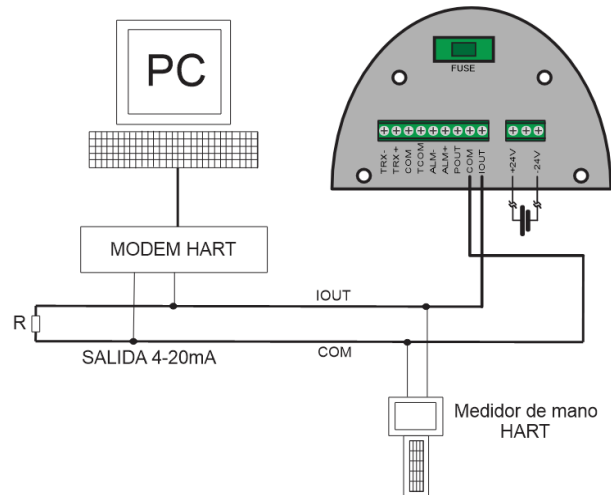 PC
FUSE
TRX-
TRX+
COM
TCOM
ALM-
ALM+
POUT
COM
IOUT
+24V
-24V
MODEM HART
IOUT
R
COM
SALIDA 4-20mA
Medidor de mano
HART